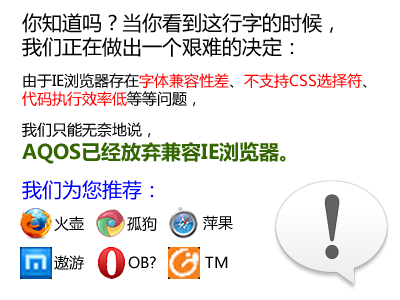 你知道吗？当你看到这行字的时候，
我们正在做出一个艰难的决定：
由于IE浏览器存在字体兼容性差、不支持CSS选择符、
代码执行效率低等等问题，
我们只能无奈地说，
AQOS已经放弃兼容IE浏览器。
我们为您推荐：
火壶 孤狗 苹果
遨游 OB? TM
!